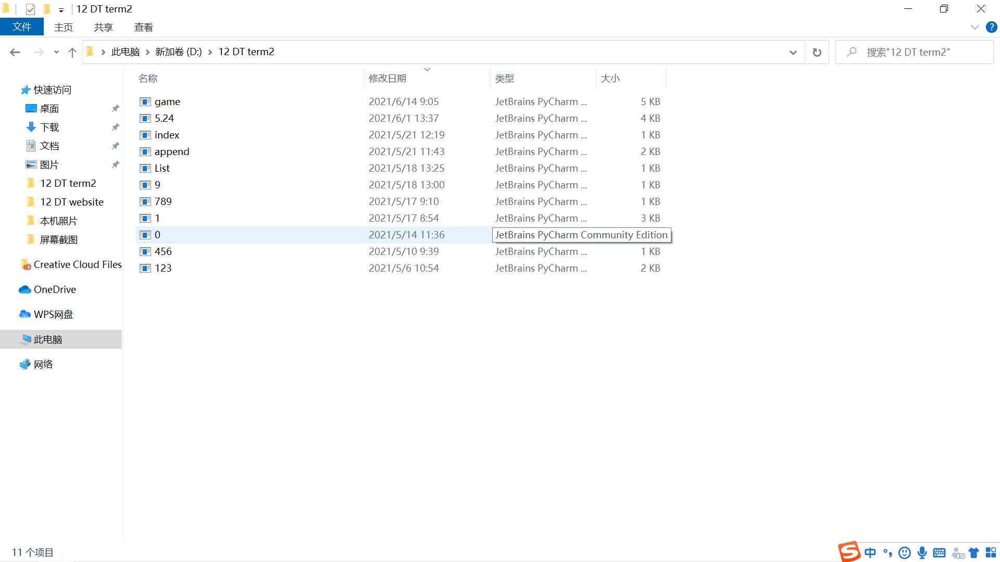 12 DT term2
文件 主页 共享 查看
此电脑 新加卷 (D:) 12 DT term2 搜索"12 DT term2"
名称 修改日期 类型 大小
快速访问
桌面
下载
文档
图片
12 DT term2
12 DT website
本机照片
屏幕截图
Creative Cloud Files
OneDrive
WPS网盘
此电脑
网络
game 2021/6/14 9:05 JetBrains PyCharm ... 5 KB
5.24 2021/6/1 13:37 JetBrains PyCharm ... 4 KB
index 2021/5/21 12:19 JetBrains PyCharm ... 1 KB
append 2021/5/21 11:43 JetBrains PyCharm ... 2 KB
List 2021/5/18 13:25 JetBrains PyCharm ... 1 KB
9 2021/5/18 13:00 JetBrains PyCharm ... 1 KB
789 2021/5/17 9:10 JetBrains PyCharm ... 1 KB
1 2021/5/17 8:54 JetBrains PyCharm ... 3 KB
0 2021/5/14 11:36 JetBrains PyCharm Community Edition
456 2021/5/10 9:39 JetBrains PyCharm ... 1 KB
123 2021/5/6 10:54 JetBrains PyCharm ... 2 KB
11 个项目
中
15